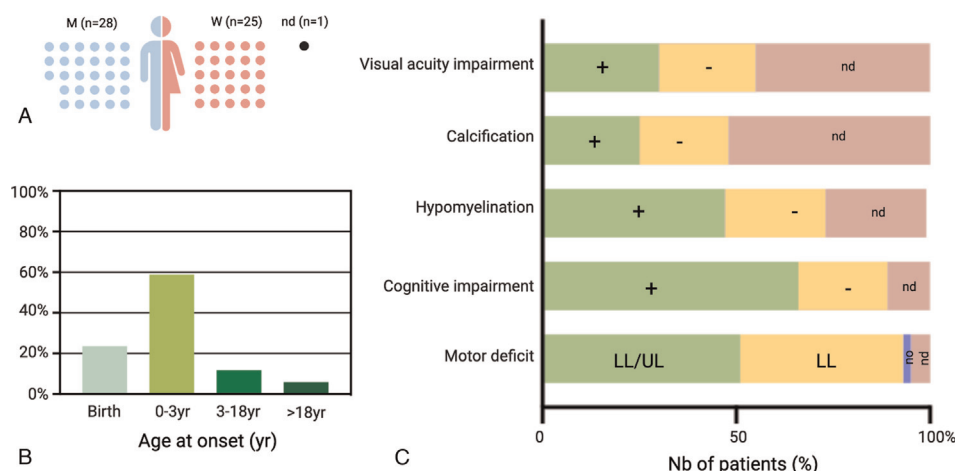 M (n=28)
W (n=25)
nd (n=1)
A
100%
80%
60%
40%
20%
0%
Birth
0-3yr
3-18yr
>18yr
Age at onset (yr)
B
Visual acuity impairment
+
-
nd
Calcification
+
-
nd
Hypomyelination
+
-
nd
Cognitive impairment
+
-
nd
Motor deficit
LL/UL
LL
no
nd
0
50
100%
Nb of patients (%)
C